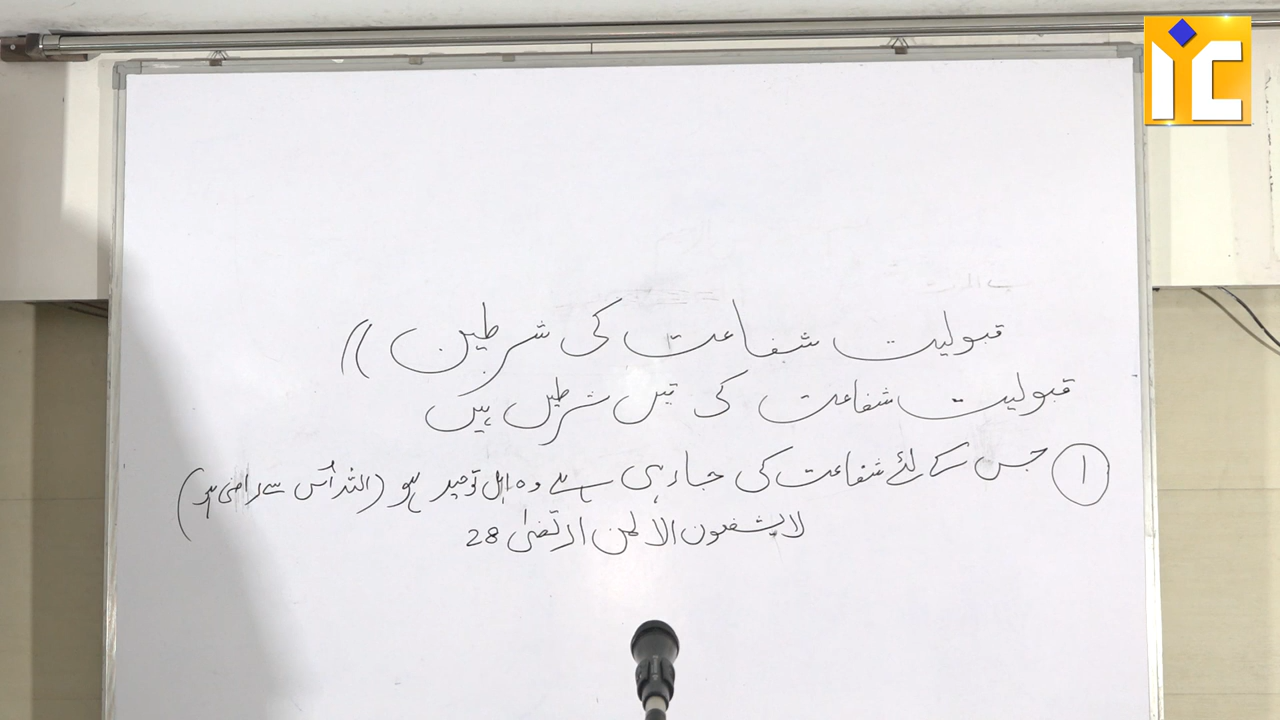 قبولیت شفاعت کی شرطیں
قبولیت شفاعت کی تین شرطیں ہیں
① جس کے لئے شفاعت کی جا رہی ہے وہ اہل توحید ہو (اللہ اُس سے راضی ہو)
لا یشفعون الا لمن ارتضیٰ 28